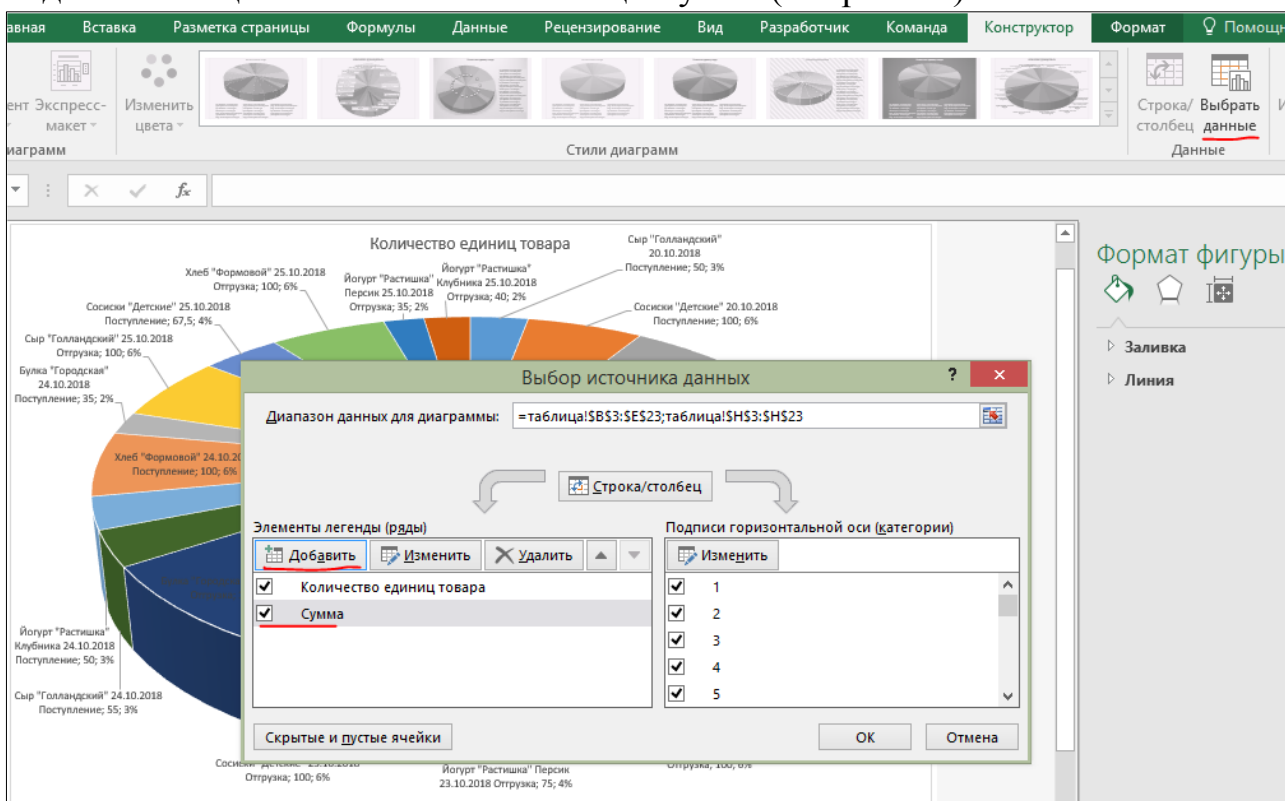 Вставка Разметка страницы Формулы Данные Рецензирование Вид Разработчик Команда Конструктор Формат
Экспресс-
макет
Изменить
цвета
Строка/
столбец
Выбрать
данные
Стили диаграмм
Данные
fx
Количество единиц товара
Сыр "Голландский"
20.10.2018
Поступление; 50; 3%
Йогурт "Растишка"
Клубника 25.10.2018
Отгрузка; 40; 2%
Йогурт "Растишка"
Персик 25.10.2018
Отгрузка; 35; 2%
Хлеб "Формовой" 25.10.2018
Отгрузка; 100; 6%
Сосиски "Детские" 25.10.2018
Поступление; 67,5; 4%
Сосиски "Детские" 20.10.2018
Поступление; 100; 6%
Сыр "Голландский" 25.10.2018
Отгрузка; 100; 6%
Булка "Городская"
24.10.2018
Поступление; 35; 2%
Хлеб "Формовой" 24.10.20
Поступление; 100; 6%
Йогурт "Растишка"
Клубника 24.10.2018
Поступление; 50; 3%
Сыр "Голландский" 24.10.2018
Поступление; 55; 3%
Отгрузка; 100; 6%
Йогурт "Растишка" Персик
23.10.2018 Отгрузка; 75; 4%
Формат фигуры
Заливка
Линия
Выбор источника данных ?
Диапазон данных для диаграммы: =таблица!$B$3:$E$23;таблица!$H$3:$H$23
Строка/столбец
Элементы легенды (ряды)
Добавить Изменить Удалить
Количество единиц товара
Сумма
Подписи горизонтальной оси (категории)
Изменить
1
2
3
4
5
Скрытые и пустые ячейки
ОК Отмена